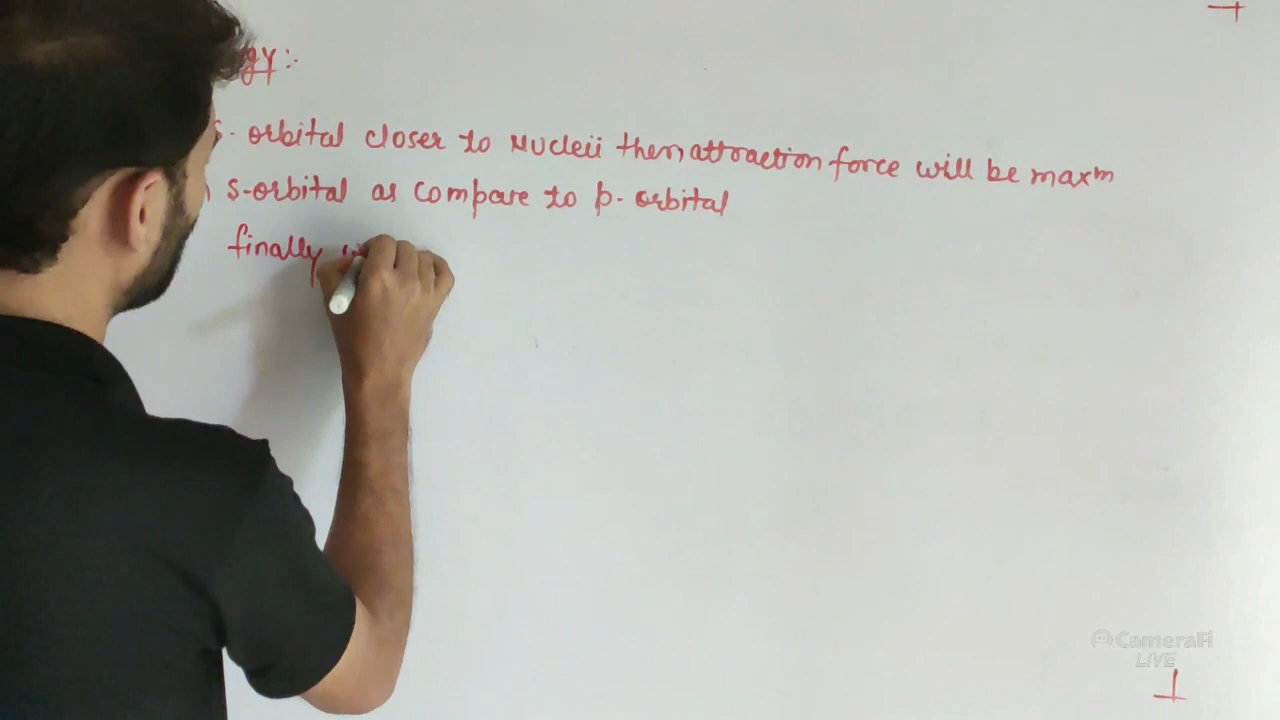 gy:-
s-orbital closer to Nucleii then attraction force will be maxm
s-orbital as compare to p-orbital
finally
CameraFi
LIVE